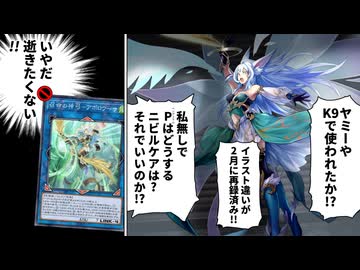 ヤミーや
K9で使われたか!?
私無しで
Pはどうする
ニビルケアは?
それでいいのか!?
イラスト違いが
2月に再録済み!!
いやだ
逝きたくない
!!
LINK-4